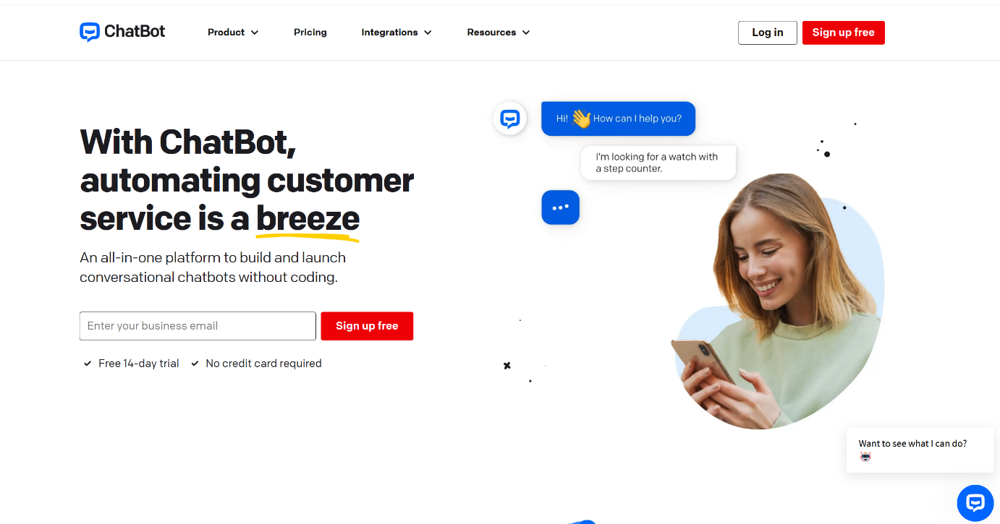 ChatBot
Product
Pricing
Integrations
Resources
Log in
Sign up free
With ChatBot,
automating customer
service is a breeze
An all-in-one platform to build and launch
conversational chatbots without coding.
Enter your business email
Sign up free
Free 14-day trial
No credit card required
Hi! 👋 How can I help you?
I'm looking for a watch with
a step counter.
Want to see what I can do?